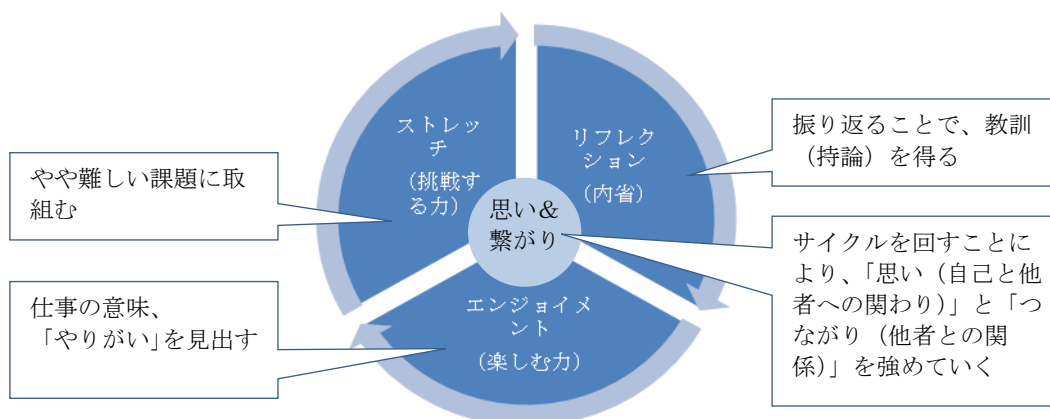 ストレッ
チ
（挑戦す
る力）
リフレク
ション
（内省）
思い＆
繋がり
エンジョイメ
ント
（楽しむ力）
やや難しい課題に取
組む
仕事の意味、
「やりがい」を見出す
振り返ることで、教訓
（持論）を得る
サイクルを回すことに
より、「思い（自己と他
者への関わり）」と「つ
ながり（他者との関
係）」を強めていく